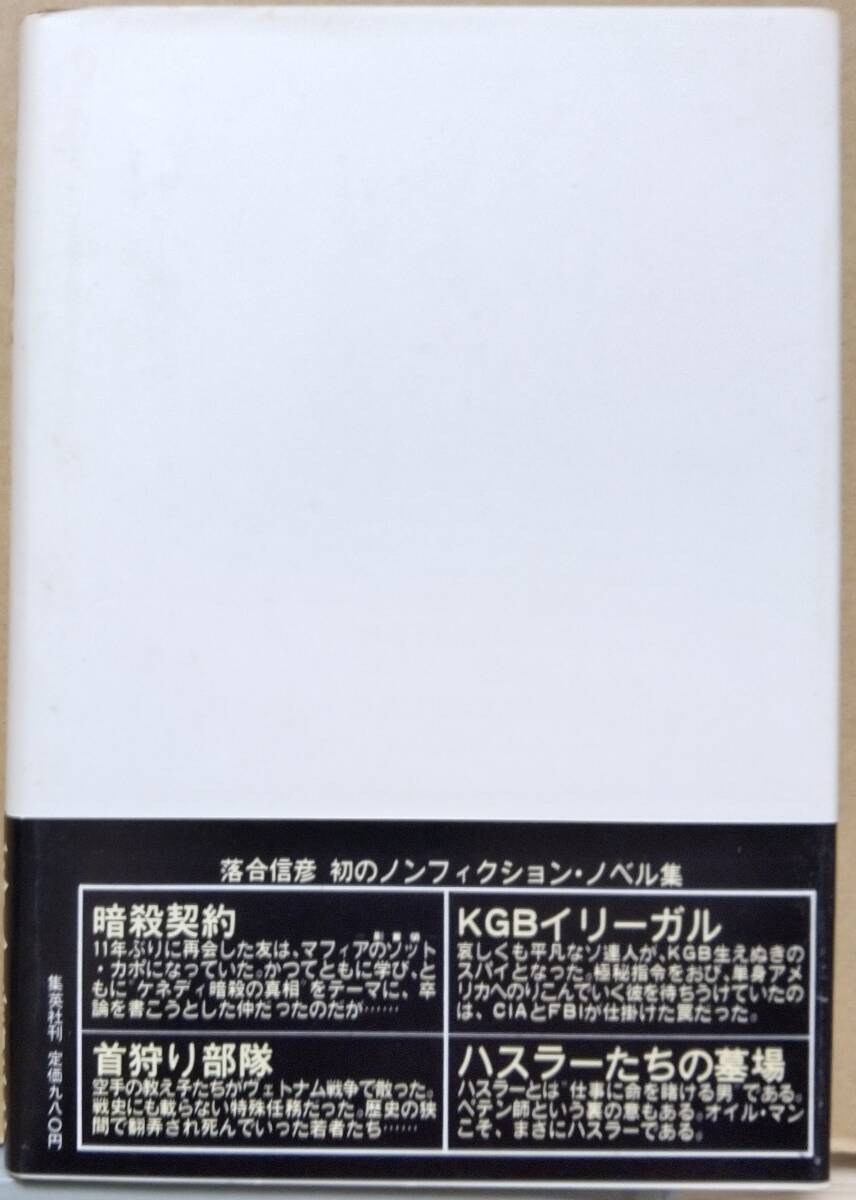 落合信彦 初のノンフィクション・ノベル集
暗殺契約
11年ぶりに再会した友は、マフィアのソット
・カポになっていた。かつてともに学び、と
もに“ケネディ暗殺の真相”をテーマに、卒
論を書こうとした仲だったのだが……
KGBイリーガル
哀しくも平凡なソ連人が、KGB生えぬきの
スパイとなった。極秘指令をおび、単身アメ
リカへのりこんでいく彼を待ちうけていたの
は、CIAとFBIが仕掛けた罠だった。
首狩り部隊
空手の教え子たちがヴェトナム戦争で散った。
戦史にも載らない特殊任務だった。歴史の狭
間で翻弄され死んでいった若者たち……
ハスラーたちの墓場
ハスラーとは“仕事に命を賭ける男”である。
ペテン師という裏の意もある。オイル・マン
こそ、まさにハスラーである。
集英社刊 定価九八〇円